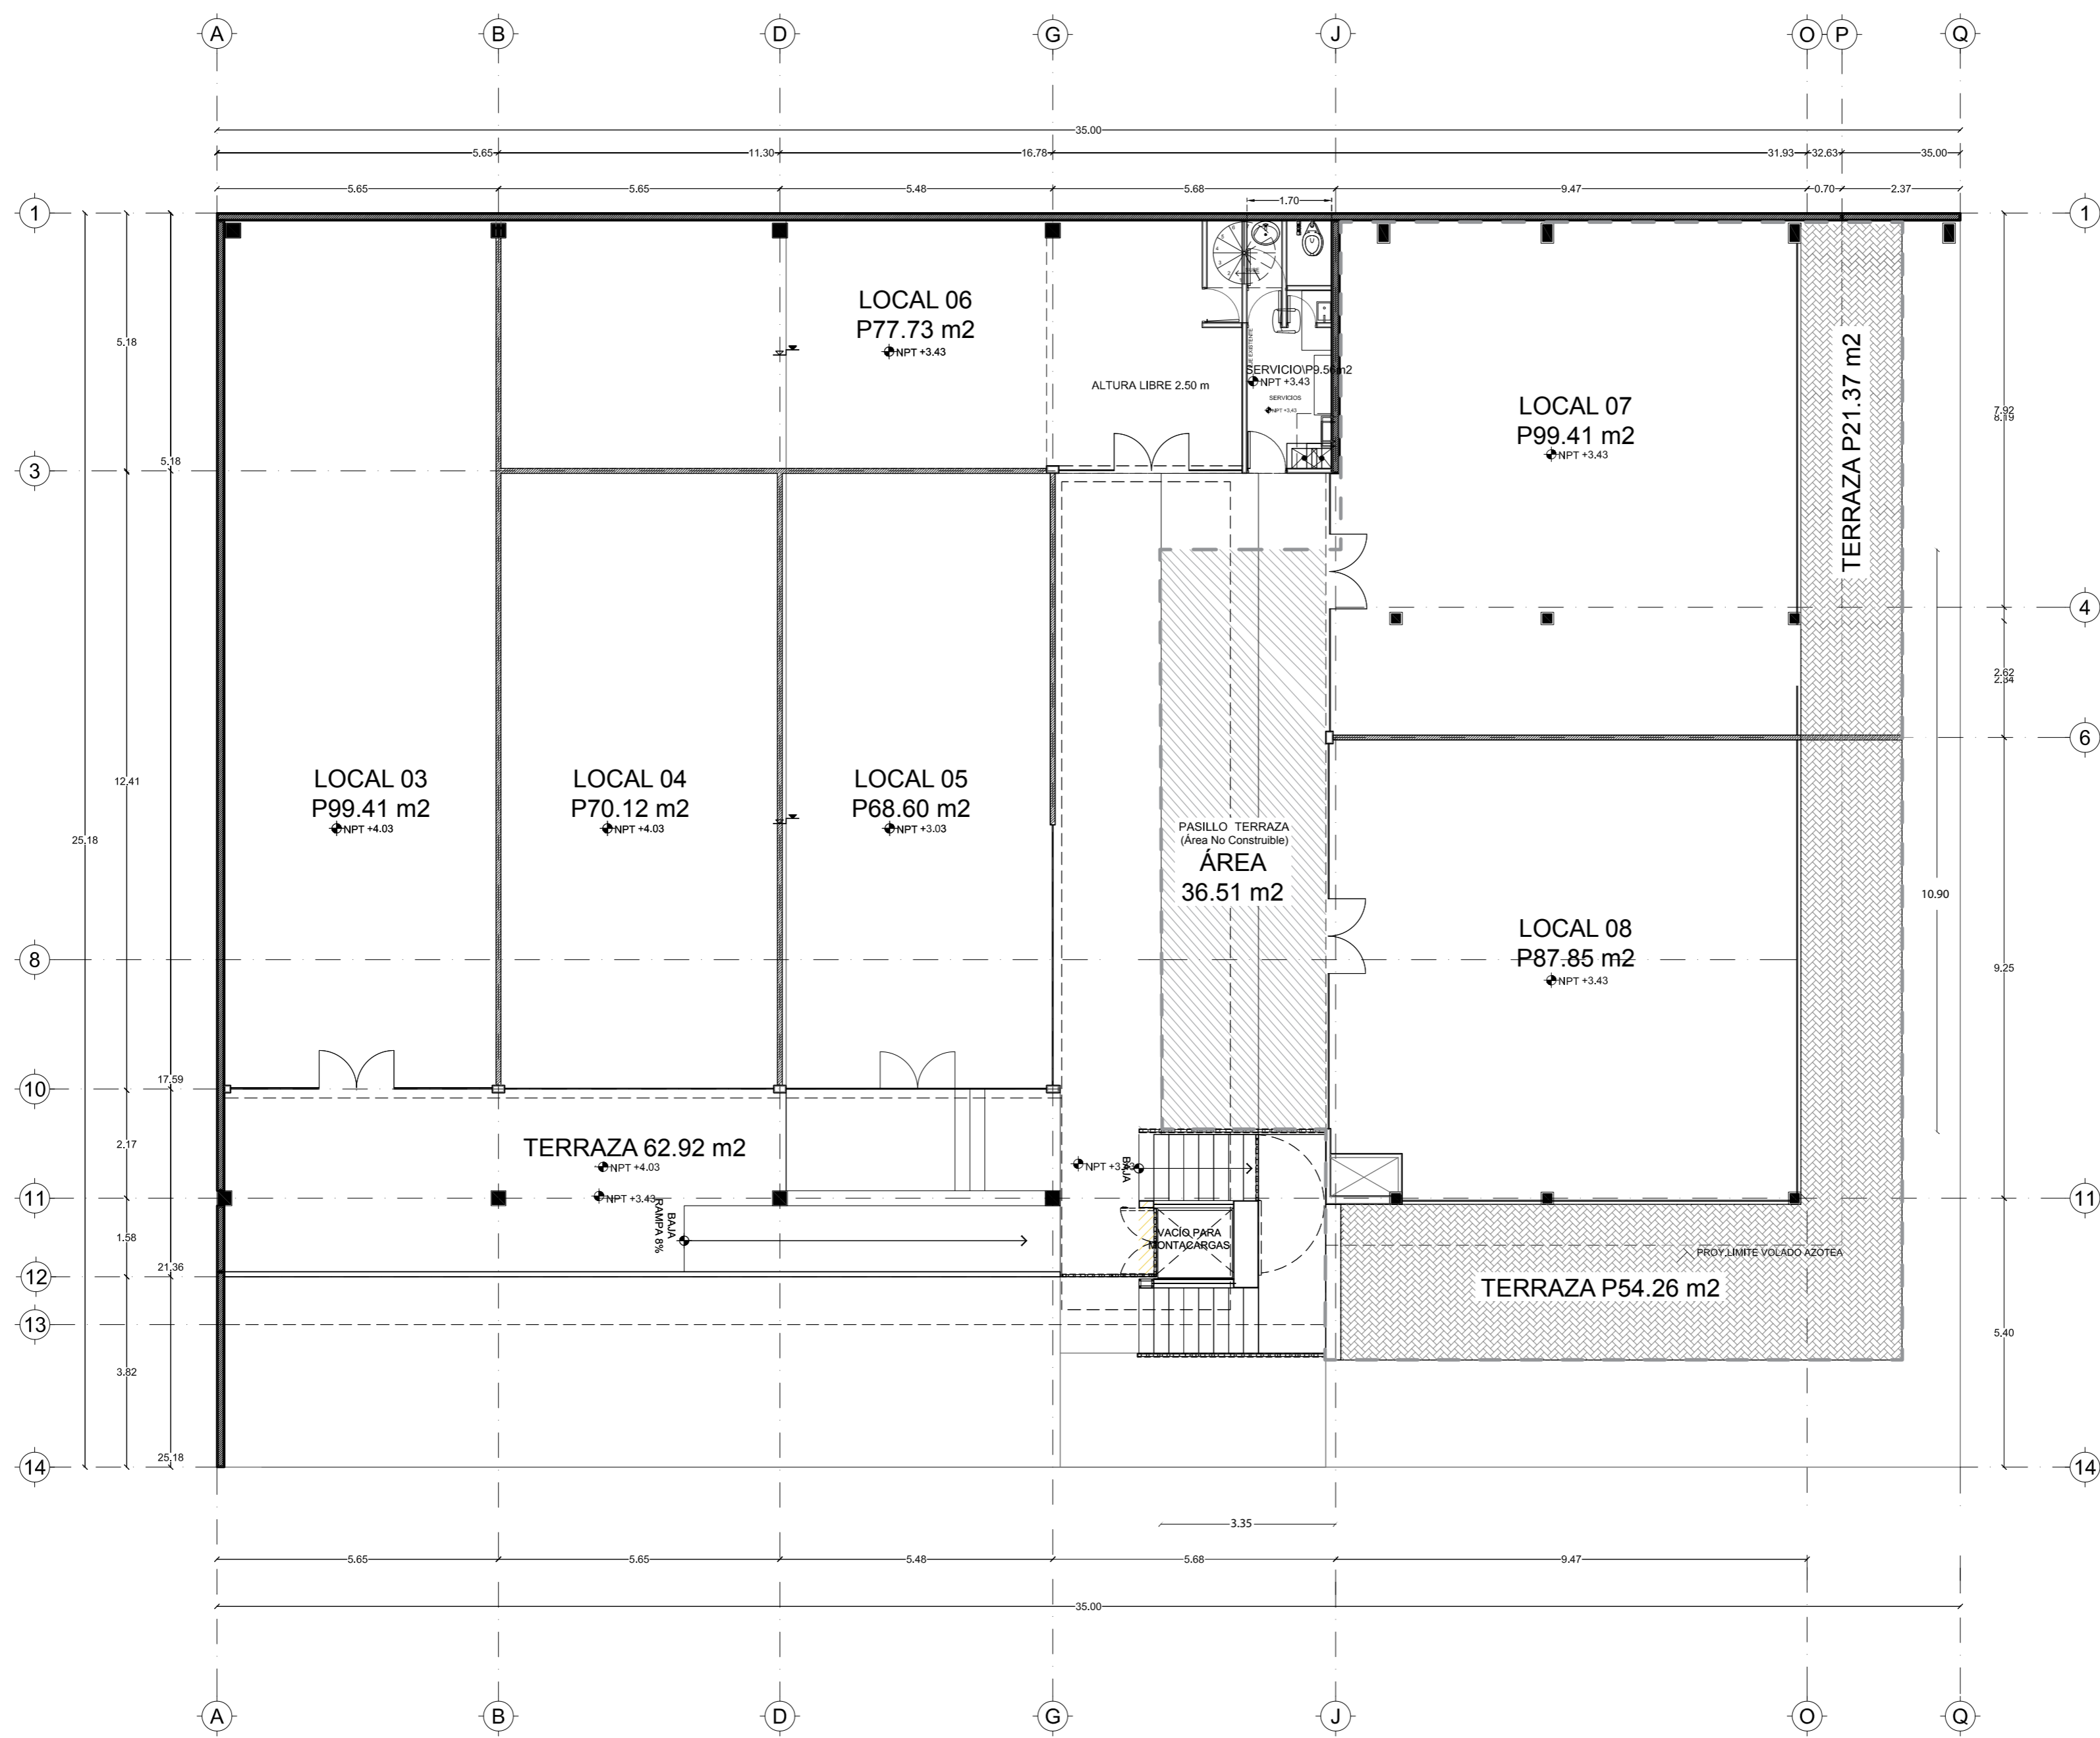 A B D G J O P Q
35.00
5.65 11.30 16.78 31.93 32.63 35.00
5.65 5.65 5.48 5.68 9.47 0.70 2.37
1.70
1 1
LOCAL 06
P77.73 m2
NPT +3.43
5.18
ALTURA LIBRE 2.50 m
SERVICIO\P9.56m2
NPT +3.43
SERVICIOS
NPT +3.43
LOCAL 07
P99.41 m2
NPT +3.43
TERRAZA P21.37 m2
7.92
8.19
5.18
3
4
2.62
2.34
6
LOCAL 03
P99.41 m2
NPT +4.03
LOCAL 04
P70.12 m2
NPT +4.03
LOCAL 05
P68.60 m2
NPT +3.03
12.41
25.18
PASILLO TERRAZA
(Área No Construible)
ÁREA
36.51 m2
10.90
LOCAL 08
P87.85 m2
NPT +3.43
8
9.25
17.59
10
2.17
TERRAZA 62.92 m2
NPT +4.03
NPT +3.43
BAJA
RAMPA 8%
BAJA
11 11
1.58
21.36
12
VACÍO PARA
MONTACARGAS
PROY.LIMITE VOLADO AZOTEA
TERRAZA P54.26 m2
13
5.40
3.82
25.18
14 14
3.35
5.65 5.65 5.48 5.68 9.47
35.00
A B D G J O Q